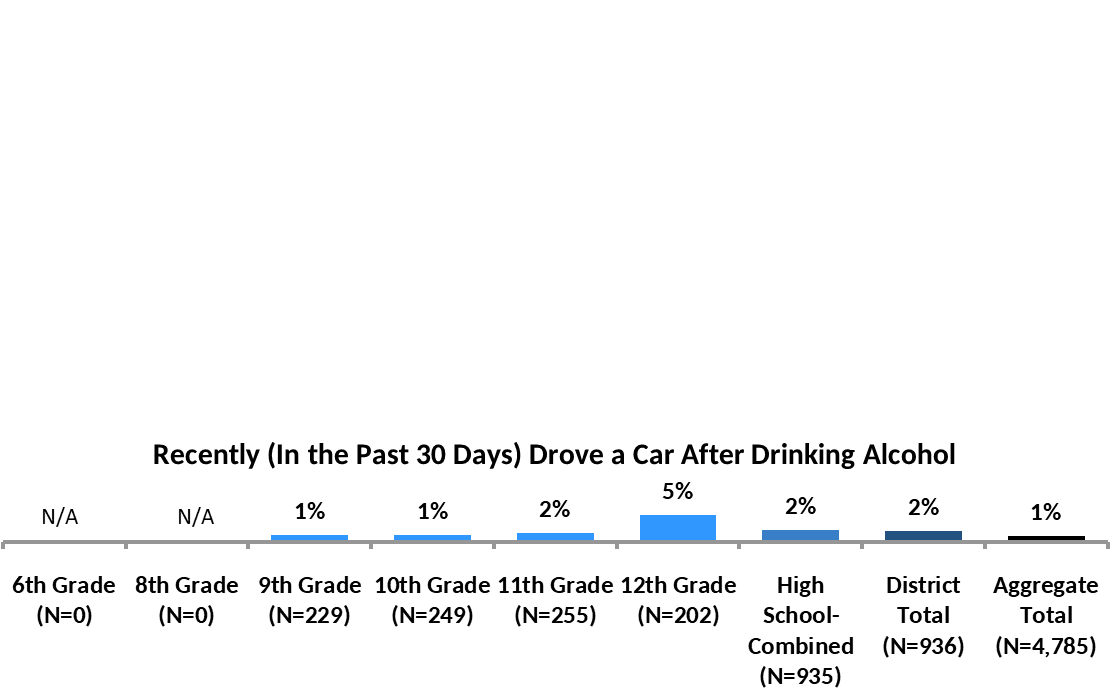 Recently (In the Past 30 Days) Drove a Car After Drinking Alcohol
N/A N/A 1% 1% 2% 5% 2% 2% 1%
6th Grade 8th Grade 9th Grade 10th Grade 11th Grade 12th Grade High District Aggregate
(N=0) (N=0) (N=229) (N=249) (N=255) (N=202) School- Total Total
Combined (N=936) (N=4,785)
(N=935)